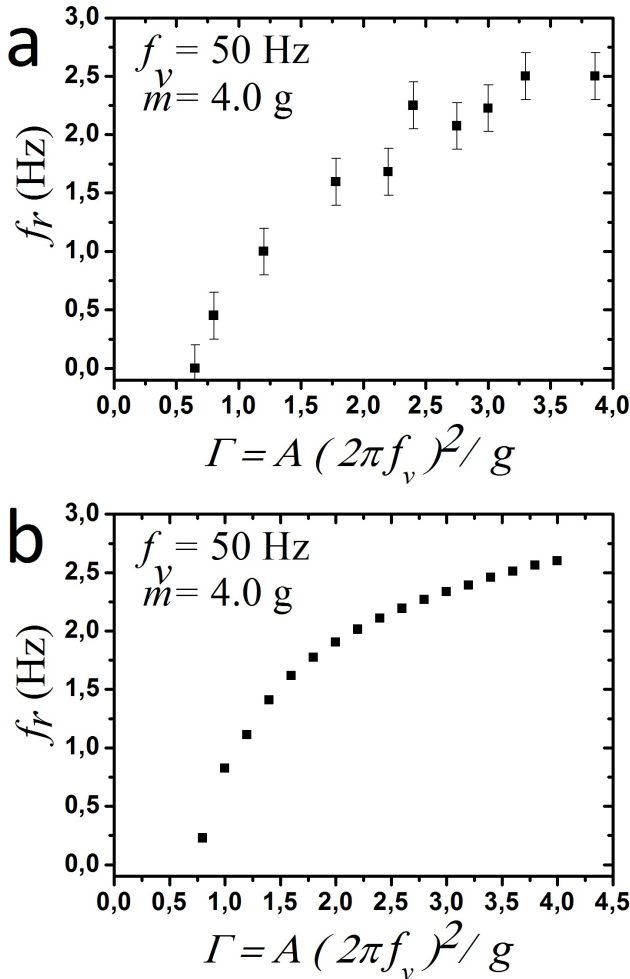 a
f_v = 50 Hz
m = 4.0 g
3,0
2,5
2,0
1,5
1,0
0,5
0,0
f_r (Hz)
0,0 0,5 1,0 1,5 2,0 2,5 3,0 3,5 4,0
Γ = A (2πf_v)²/ g
b
f_v = 50 Hz
m = 4.0 g
3,0
2,5
2,0
1,5
1,0
0,5
0,0
fr (Hz)
0,0 0,5 1,0 1,5 2,0 2,5 3,0 3,5 4,0 4,5
Γ = A (2πf_v)²/ g